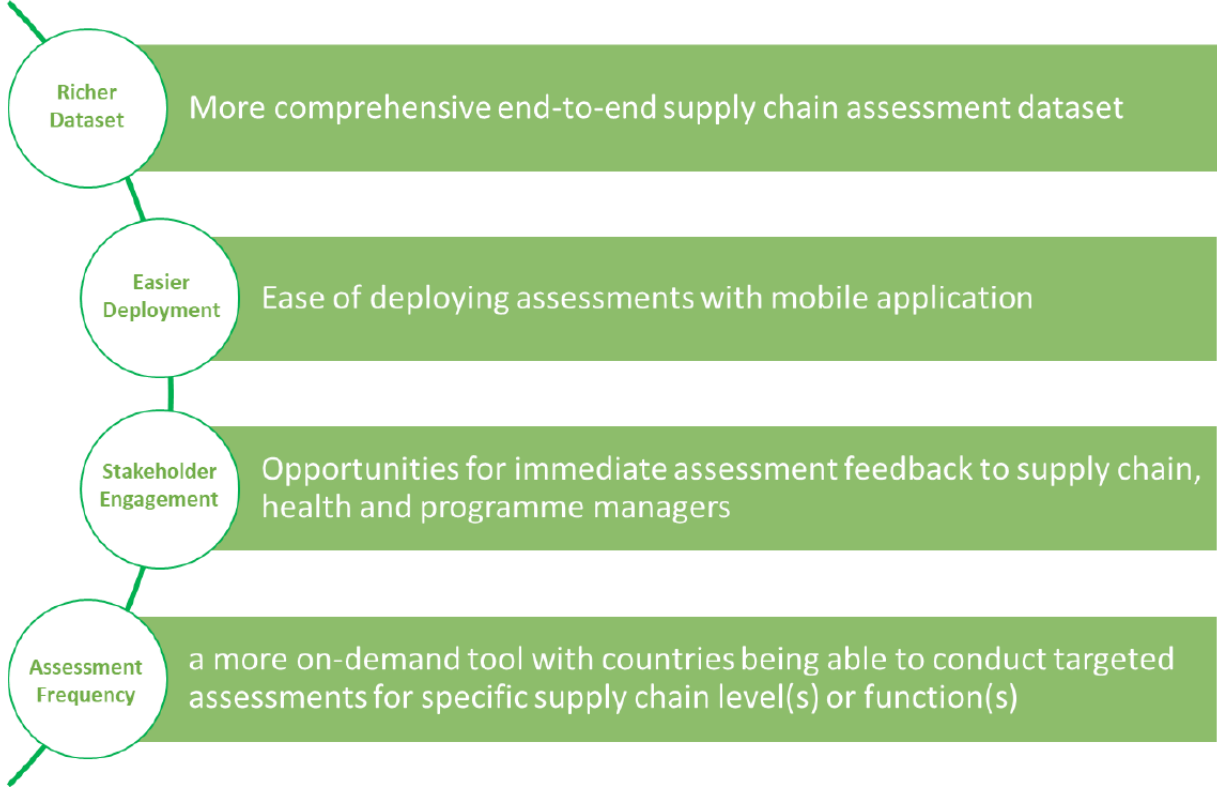 Richer
Dataset
More comprehensive end-to-end supply chain assessment dataset
Easier
Deployment
Ease of deploying assessments with mobile application
Stakeholder
Engagement
Opportunities for immediate assessment feedback to supply chain,
health and programme managers
Assessment
Frequency
a more on-demand tool with countries being able to conduct targeted
assessments for specific supply chain level(s) or function(s)